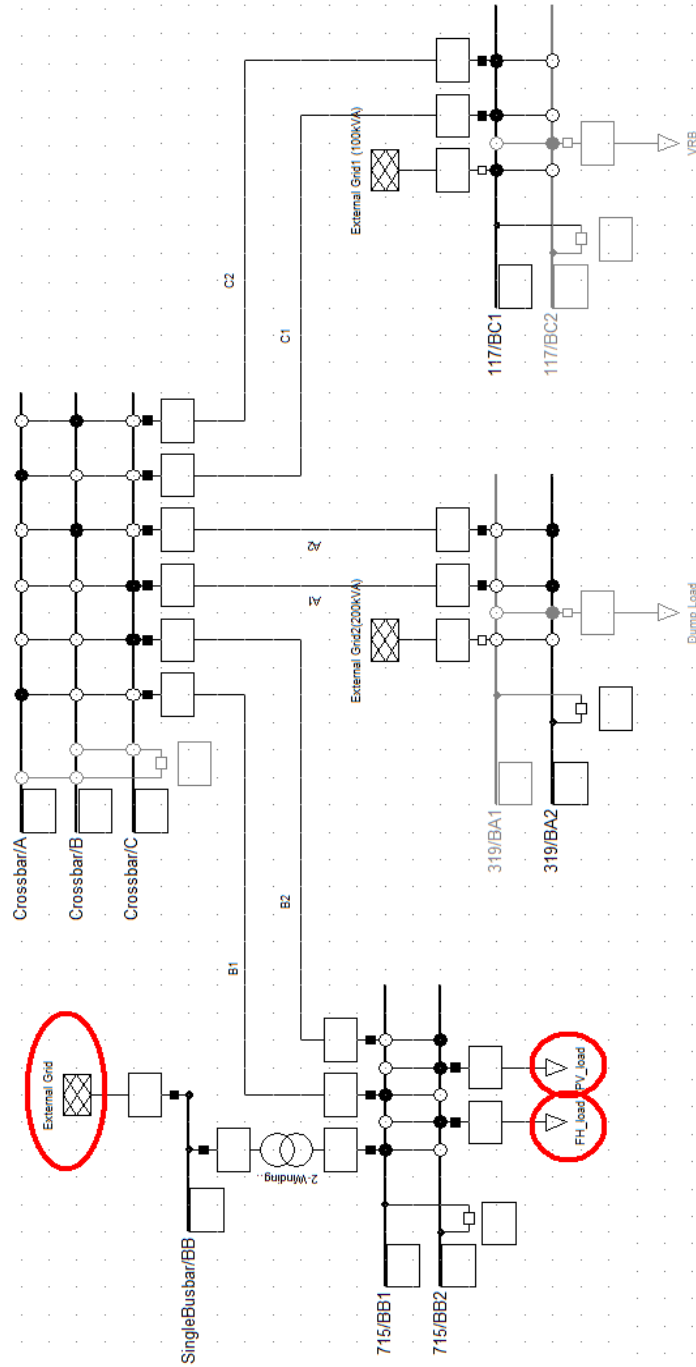 External Grid1 (100kVA)
C2
C1
VRB
117/BC1
117/BC2
Crossbar/A
Crossbar/B
Crossbar/C
A2
A1
External Grid2(200kVA)
Dump Load
319/BA1
319/BA2
B2
B1
External Grid
2-Winding
..
PV_load
FH_load
SingleBusbar/BB
715/BB1
715/BB2